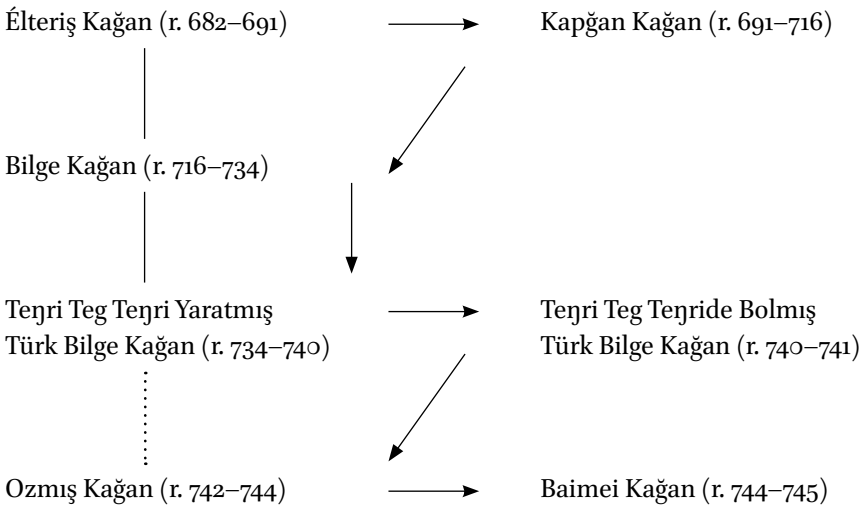 Élteriş Kağan (r. 682–691)
Kapğan Kağan (r. 691–716)
Bilge Kağan (r. 716–734)
Teŋri Teg Teŋri Yaratmış
Türk Bilge Kağan (r. 734–740)
Teŋri Teg Teŋride Bolmış
Türk Bilge Kağan (r. 740–741)
Ozmış Kağan (r. 742–744)
Baimei Kağan (r. 744–745)